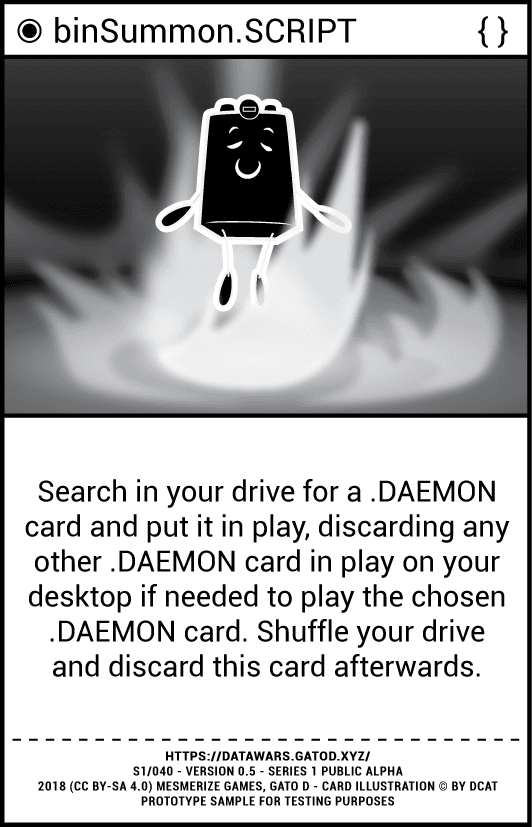 binSummon.SCRIPT { }
Search in your drive for a .DAEMON
card and put it in play, discarding any
other .DAEMON card in play on your
desktop if needed to play the chosen
.DAEMON card. Shuffle your drive
and discard this card afterwards.
HTTPS://DATAWARS.GATOD.XYZ/
S1/040 - VERSION 0.5 - SERIES 1 PUBLIC ALPHA
2018 (CC BY-SA 4.0) MESMERIZE GAMES, GATO D - CARD ILLUSTRATION © BY DCAT
PROTOTYPE SAMPLE FOR TESTING PURPOSES